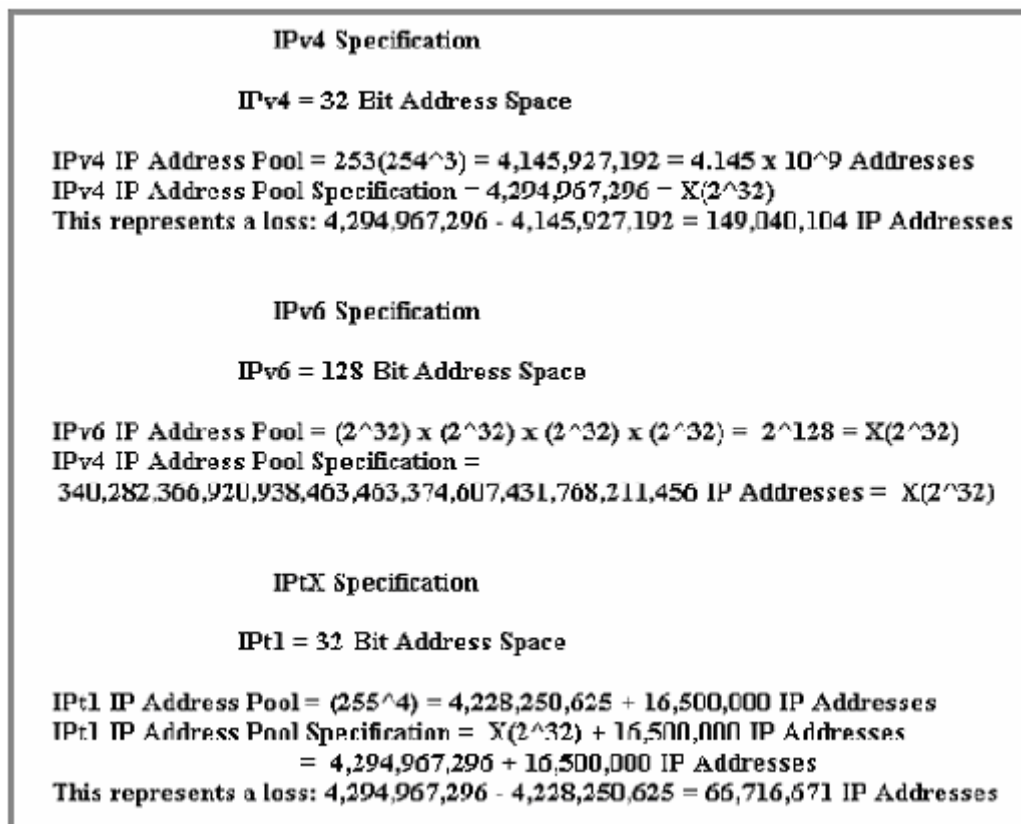 IPv4 Specification
IPv4 = 32 Bit Address Space
IPv4 IP Address Pool = 253(254^3) = 4,145,927,192 = 4.145 x 10^9 Addresses
IPv4 IP Address Pool Specification = 4,294,967,296 = X(2^32)
This represents a loss: 4,294,967,296 - 4,145,927,192 = 149,040,104 IP Addresses
IPv6 Specification
IPv6 = 128 Bit Address Space
IPv6 IP Address Pool = (2^32) x (2^32) x (2^32) x (2^32) = 2^128 = X(2^32)
IPv4 IP Address Pool Specification =
340,282,366,920,938,463,463,374,607,431,768,211,456 IP Addresses = X(2^32)
IPtX Specification
IPt1 = 32 Bit Address Space
IPt1 IP Address Pool = (255^4) = 4,228,250,625 + 16,500,000 IP Addresses
IPt1 IP Address Pool Specification = X(2^32) + 16,500,000 IP Addresses
= 4,294,967,296 + 16,500,000 IP Addresses
This represents a loss: 4,294,967,296 - 4,228,250,625 = 66,716,671 IP Addresses